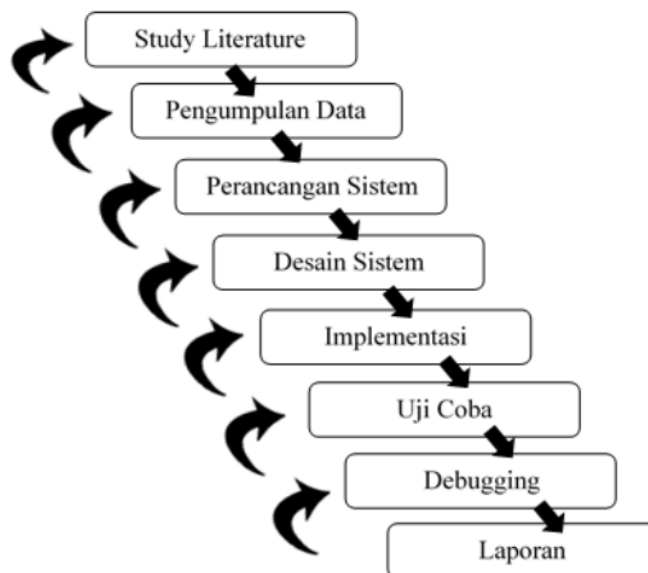 Study Literature
Pengumpulan Data
Perancangan Sistem
Desain Sistem
Implementasi
Uji Coba
Debugging
Laporan